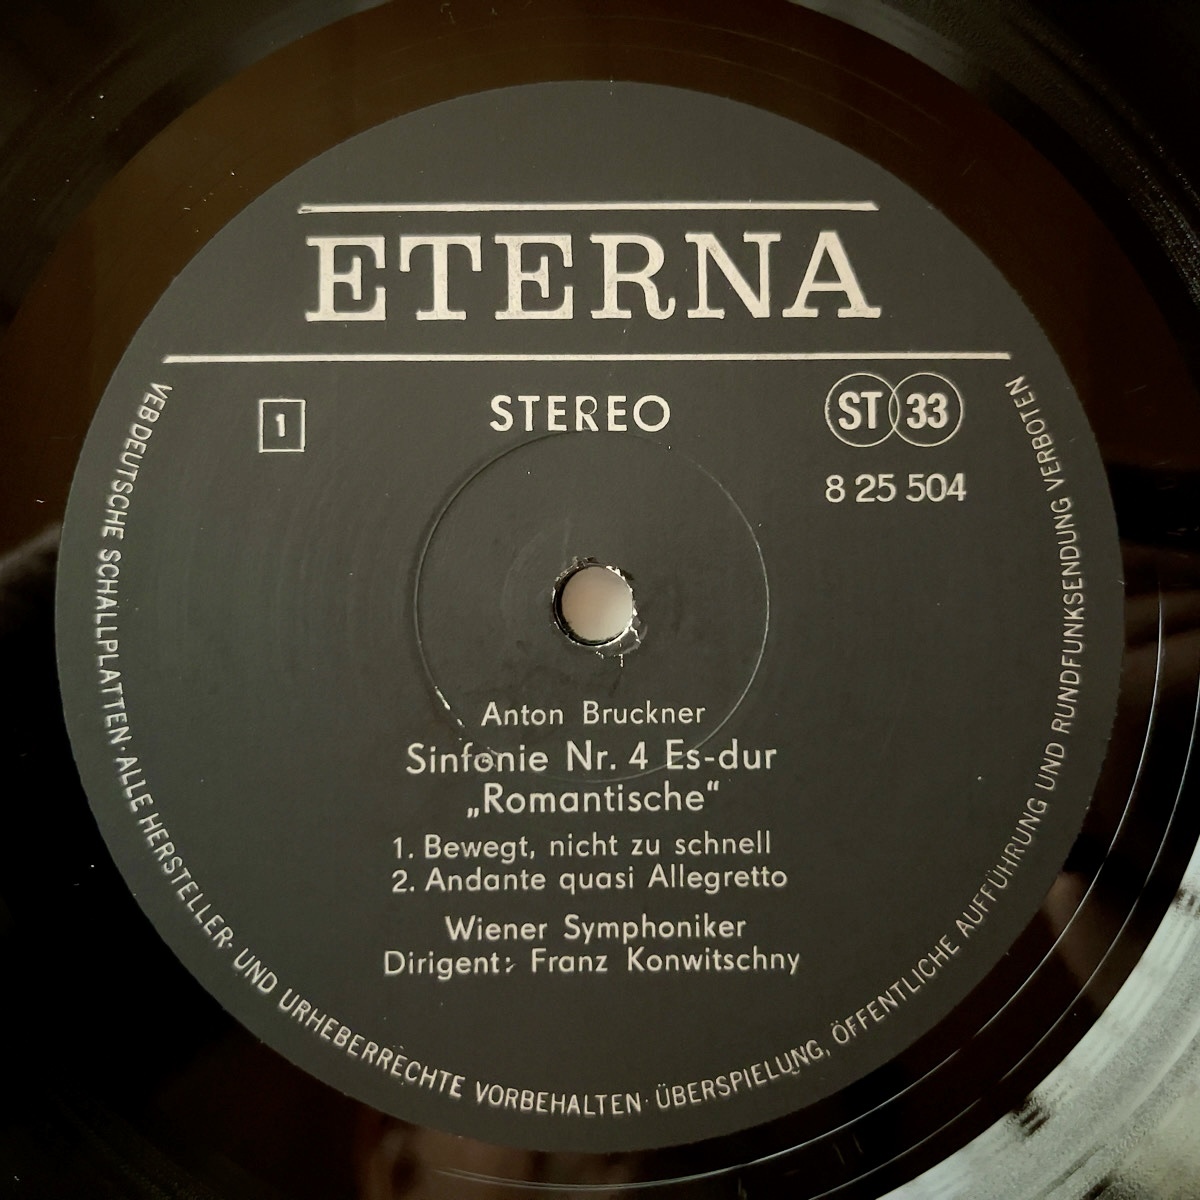 ETERNA
1
STEREO
ST 33
8 25 504
Anton Bruckner
Sinfonie Nr. 4 Es-dur
„Romantische“
1. Bewegt, nicht zu schnell
2. Andante quasi Allegretto
Wiener Symphoniker
Dirigent: Franz Konwitschny
VEB DEUTSCHE SCHALLPLATTEN · ALLE HERSTELLER- UND URHEBERRECHTE VORBEHALTEN · ÜBERSPIELUNG, ÖFFENTLICHE AUFFÜHRUNG UND RUNDFUNKSENDUNG VERBOTEN